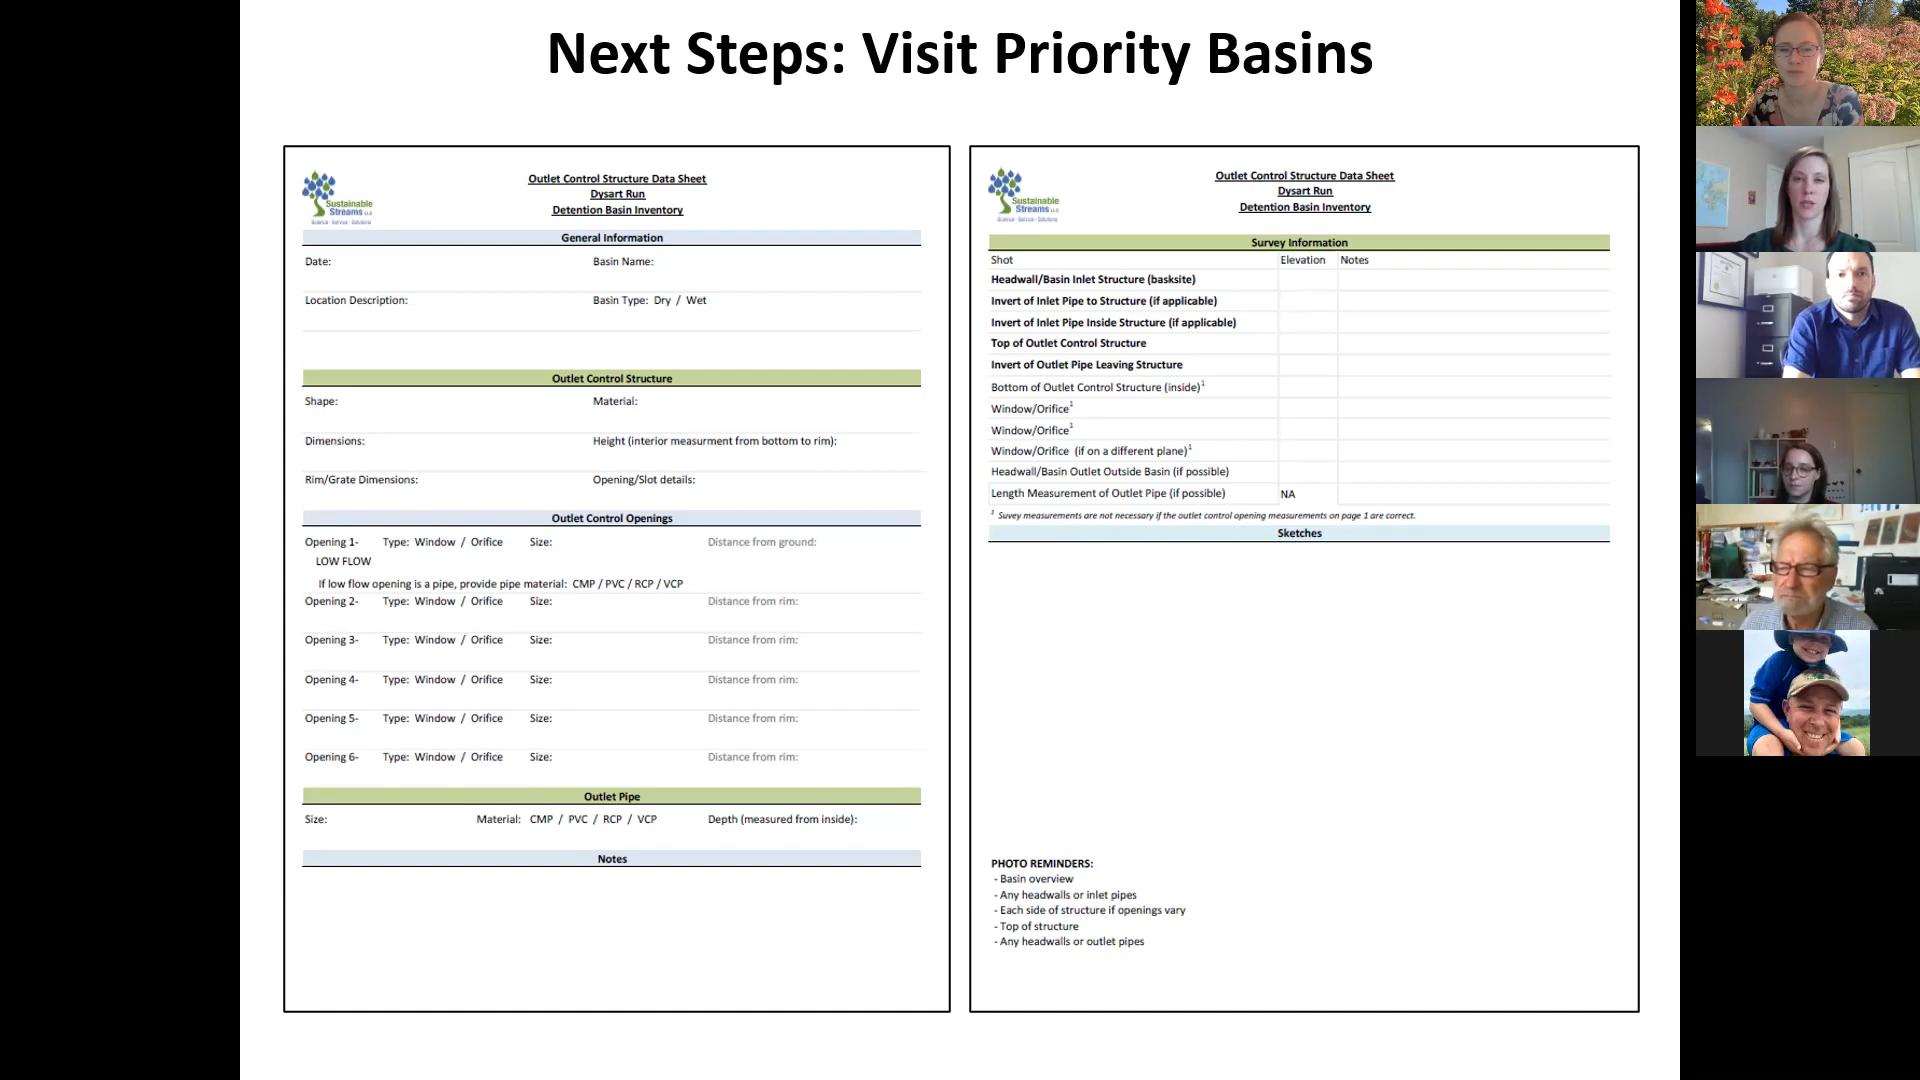 Next Steps: Visit Priority Basins
Sustainable
Streams LLC
Science · Service · Solutions
Outlet Control Structure Data Sheet
Dysart Run
Detention Basin Inventory
General Information
Date: Basin Name:
Location Description: Basin Type: Dry / Wet
Outlet Control Structure
Shape: Material:
Dimensions: Height (interior measurment from bottom to rim):
Rim/Grate Dimensions: Opening/Slot details:
Outlet Control Openings
Opening 1- Type: Window / Orifice Size: Distance from ground:
LOW FLOW
If low flow opening is a pipe, provide pipe material: CMP / PVC / RCP / VCP
Opening 2- Type: Window / Orifice Size: Distance from rim:
Opening 3- Type: Window / Orifice Size: Distance from rim:
Opening 4- Type: Window / Orifice Size: Distance from rim:
Opening 5- Type: Window / Orifice Size: Distance from rim:
Opening 6- Type: Window / Orifice Size: Distance from rim:
Outlet Pipe
Size: Material: CMP / PVC / RCP / VCP Depth (measured from inside):
Notes
Sustainable
Streams LLC
Science · Service · Solutions
Outlet Control Structure Data Sheet
Dysart Run
Detention Basin Inventory
Survey Information
Shot Elevation Notes
Headwall/Basin Inlet Structure (basksite)
Invert of Inlet Pipe to Structure (if applicable)
Invert of Inlet Pipe Inside Structure (if applicable)
Top of Outlet Control Structure
Invert of Outlet Pipe Leaving Structure
Bottom of Outlet Control Structure (inside)¹
Window/Orifice¹
Window/Orifice¹
Window/Orifice (if on a different plane)¹
Headwall/Basin Outlet Outside Basin (if possible)
Length Measurement of Outlet Pipe (if possible) NA
¹ Suvey measurements are not necessary if the outlet control opening measurements on page 1 are correct.
Sketches
PHOTO REMINDERS:
- Basin overview
- Any headwalls or inlet pipes
- Each side of structure if openings vary
- Top of structure
- Any headwalls or outlet pipes